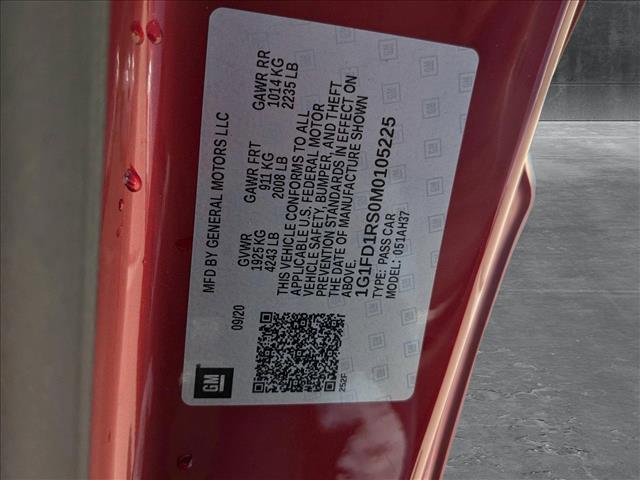 MFD BY GENERAL MOTORS LLC
09/20
GM
GVWR GAWR FRT GAWR RR
1925 KG 911 KG 1014 KG
4243 LB 2008 LB 2235 LB
THIS VEHICLE CONFORMS TO ALL
APPLICABLE U.S. FEDERAL MOTOR
VEHICLE SAFETY, BUMPER, AND THEFT
PREVENTION STANDARDS IN EFFECT ON
THE DATE OF MANUFACTURE SHOWN
ABOVE.
1G1FD1RS0M0105225
TYPE: PASS CAR
MODEL: 051AH37
252F